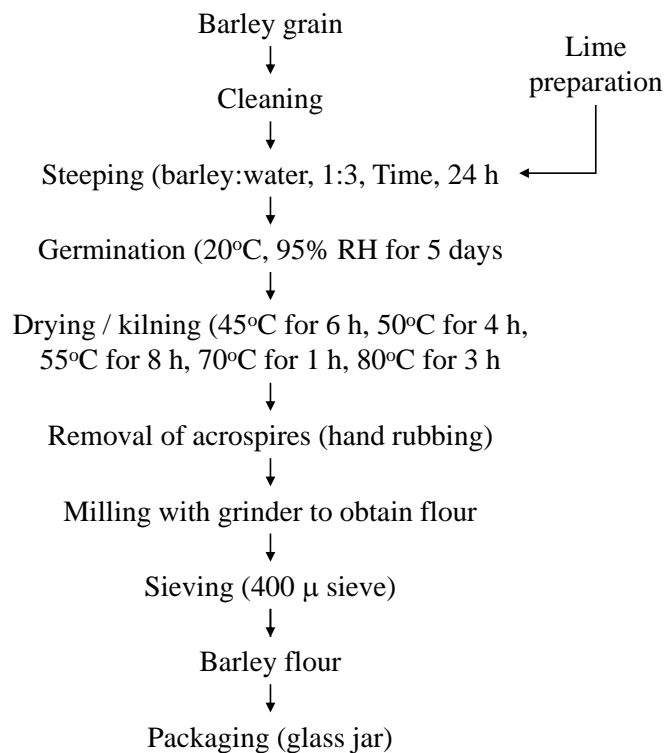 Barley grain
Lime
preparation
Cleaning
Steeping (barley:water, 1:3, Time, 24 h
Germination (20°C, 95% RH for 5 days
Drying / kilning (45°C for 6 h, 50°C for 4 h,
55°C for 8 h, 70°C for 1 h, 80°C for 3 h
Removal of acrospires (hand rubbing)
Milling with grinder to obtain flour
Sieving (400 μ sieve)
Barley flour
Packaging (glass jar)